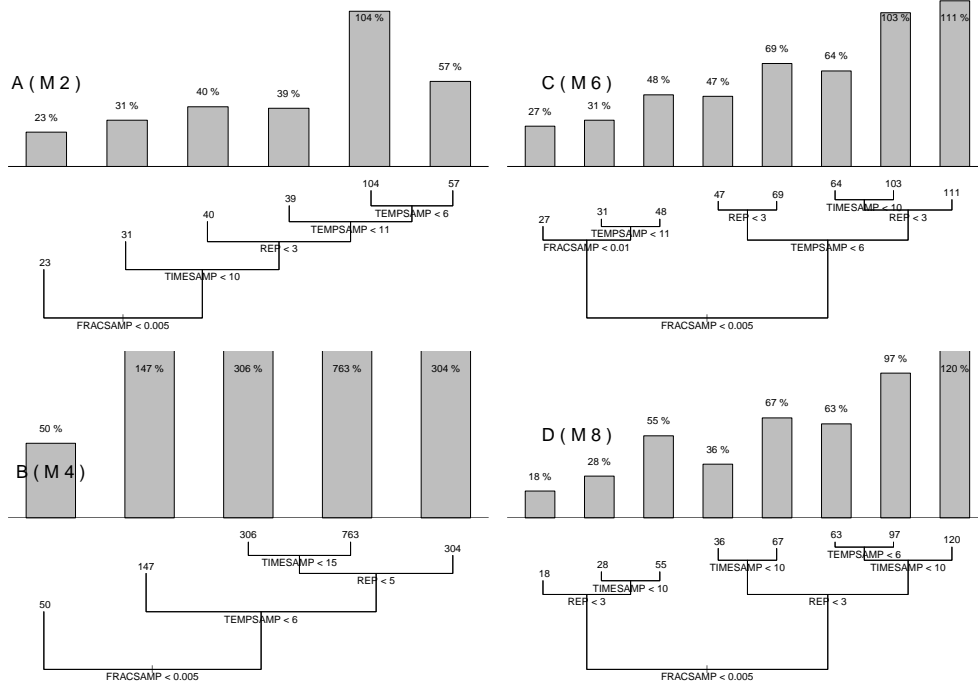 A ( M 2 )
23 %
31 %
40 %
39 %
104 %
57 %
23
31
40
39
104
57
TEMPSAMP < 6
TEMPSAMP < 11
REP < 3
TIMESAMP < 10
FRACSAMP < 0.005
C ( M 6 )
27 %
31 %
48 %
47 %
69 %
64 %
103 %
111 %
27
31
48
47
69
64
103
111
TIMESAMP < 10
REP < 3
REP < 3
TEMPSAMP < 11
FRACSAMP < 0.01
TEMPSAMP < 6
FRACSAMP < 0.005
B ( M 4 )
50 %
147 %
306 %
763 %
304 %
50
147
306
763
304
TIMESAMP < 15
REP < 5
TEMPSAMP < 6
FRACSAMP < 0.005
D ( M 8 )
18 %
28 %
55 %
36 %
67 %
63 %
97 %
120 %
18
28
55
36
67
63
97
120
TEMPSAMP < 6
TIMESAMP < 10
TIMESAMP < 10
TIMESAMP < 10
REP < 3
REP < 3
FRACSAMP < 0.005